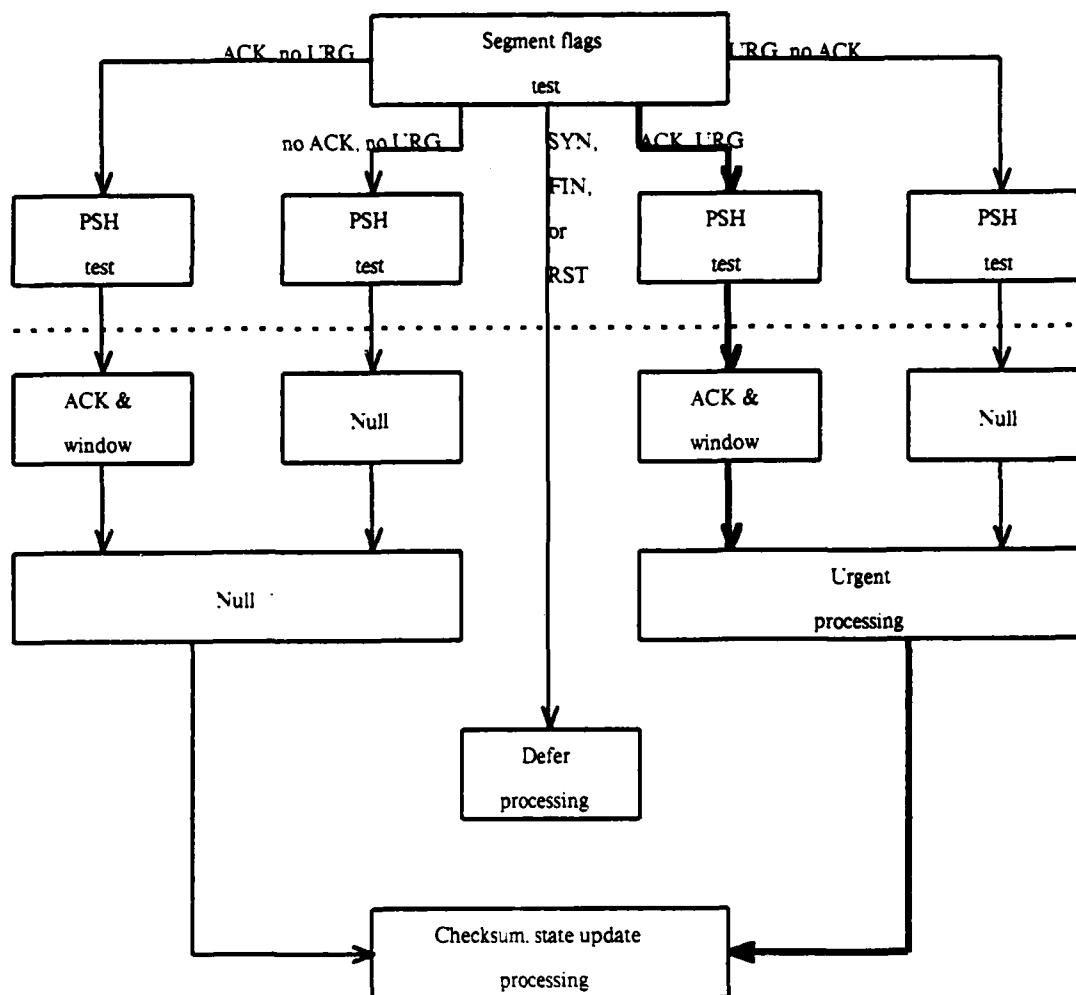 Segment flags
test
ACK, no URG
URG, no ACK
no ACK, no URG
SYN,
FIN,
or
RST
ACK, URG
PSH
test
PSH
test
PSH
test
PSH
test
ACK &
window
Null
ACK &
window
Null
Null
Urgent
processing
Defer
processing
Checksum, state update
processing